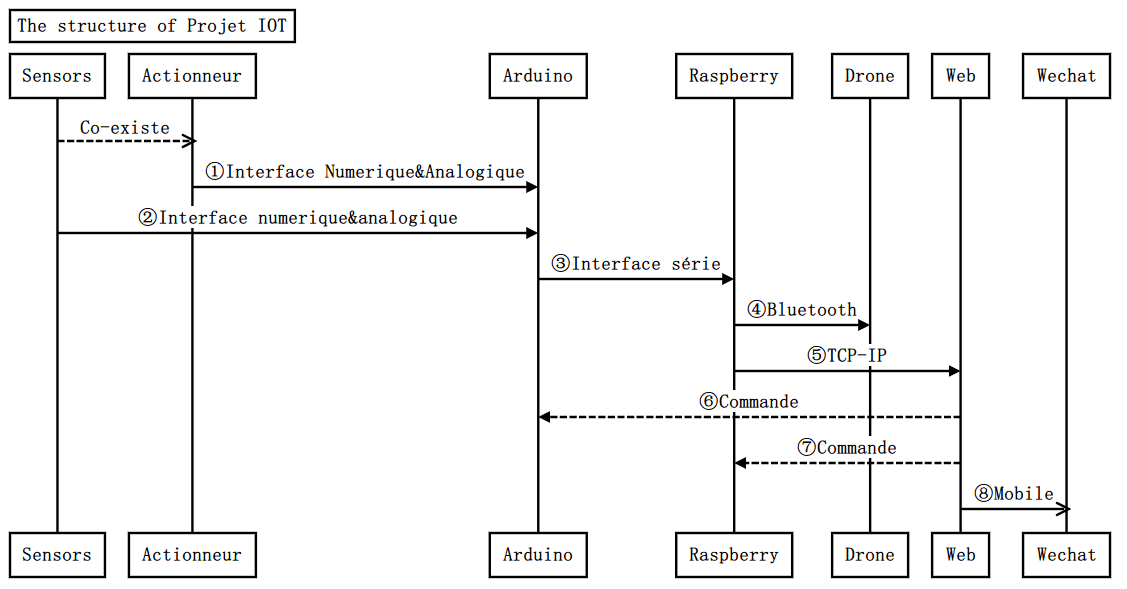 The structure of Projet IOT
Sensors Actionneur Arduino Raspberry Drone Web Wechat
Co-existe
①Interface Numerique&Analogique
②Interface numerique&analogique
③Interface série
④Bluetooth
⑤TCP-IP
⑥Commande
⑦Commande
⑧Mobile
Sensors Actionneur Arduino Raspberry Drone Web Wechat